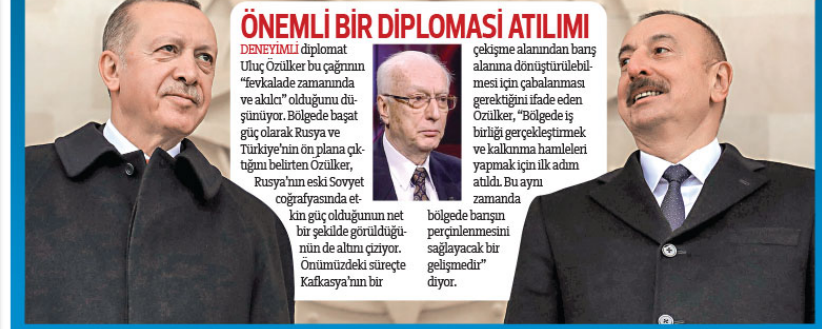 ÖNEMLİ BİR DİPLOMASİ ATILIMI
DENEYİMLİ diplomat
Uluç Özülker bu çağrının
“fevkalade zamanında
ve akılcı” olduğunu dü-
şünüyor. Bölgede başat
güç olarak Rusya ve
Türkiye’nin ön plana çık-
tığını belirten Özülker,
Rusya’nın eski Sovyet
coğrafyasında et-
kin güç olduğunun net
bir şekilde görüldüğü-
nün de altını çiziyor.
Önümüzdeki süreçte
Kafkasya’nın bir
çekişme alanından barış
alanına dönüştürülebil-
mesi için çabalanması
gerektiğini ifade eden
Özülker, “Bölgede iş
birliği gerçekleştirmek
ve kalkınma hamleleri
yapmak için ilk adım
atıldı. Bu aynı
zamanda
bölgede barışın
perçinlenmesini
sağlayacak bir
gelişmedir”
diyor.